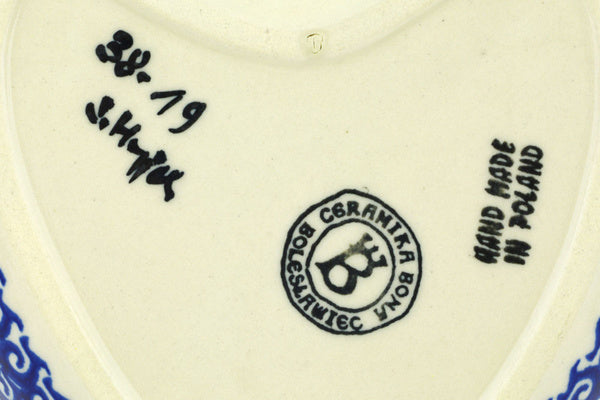 38-19
CERAMIKA BONA
BOLESŁAWIEC
B
HAND MADE
IN POLAND